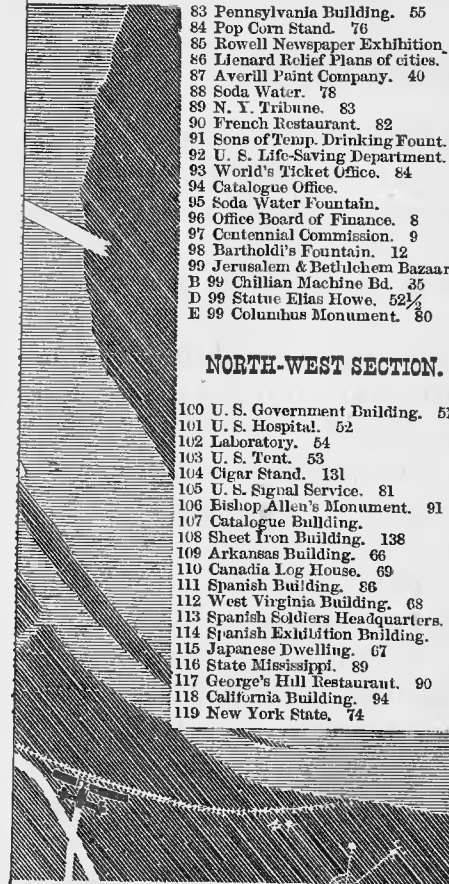 83 Pennsylvania Building. 55
84 Pop Corn Stand. 76
85 Rowell Newspaper Exhibition
86 Lienard Relief Plans of cities.
87 Averill Paint Company. 40
88 Soda Water. 78
89 N. Y. Tribune. 83
90 French Restaurant. 82
91 Sons of Temp. Drinking Fount.
92 U. S. Life-Saving Department.
93 World's Ticket Office. 84
94 Catalogue Office.
95 Soda Water Fountain.
96 Office Board of Finance. 8
97 Centennial Commission. 9
98 Bartholdi's Fountain. 12
99 Jerusalem & Bethlehem Bazaar
B 99 Chillian Machine Bd. 35
D 99 Statue Elias Howe. 52½
E 99 Columbus Monument. 80
NORTH-WEST SECTION.
100 U. S. Government Building. 51
101 U. S. Hospital. 52
102 Laboratory. 54
103 U. S. Tent. 53
104 Cigar Stand. 131
105 U. S. Signal Service. 81
106 Bishop Allen's Monument. 91
107 Catalogue Building.
108 Sheet Iron Building. 138
109 Arkansas Building. 66
110 Canadia Log House. 69
111 Spanish Building. 86
112 West Virginia Building. 68
113 Spanish Soldiers Headquarters.
114 Spanish Exhibition Bnilding.
115 Japanese Dwelling. 67
116 State Mississippi. 89
117 George's Hill Restaurant. 90
118 California Building. 94
119 New York State. 74